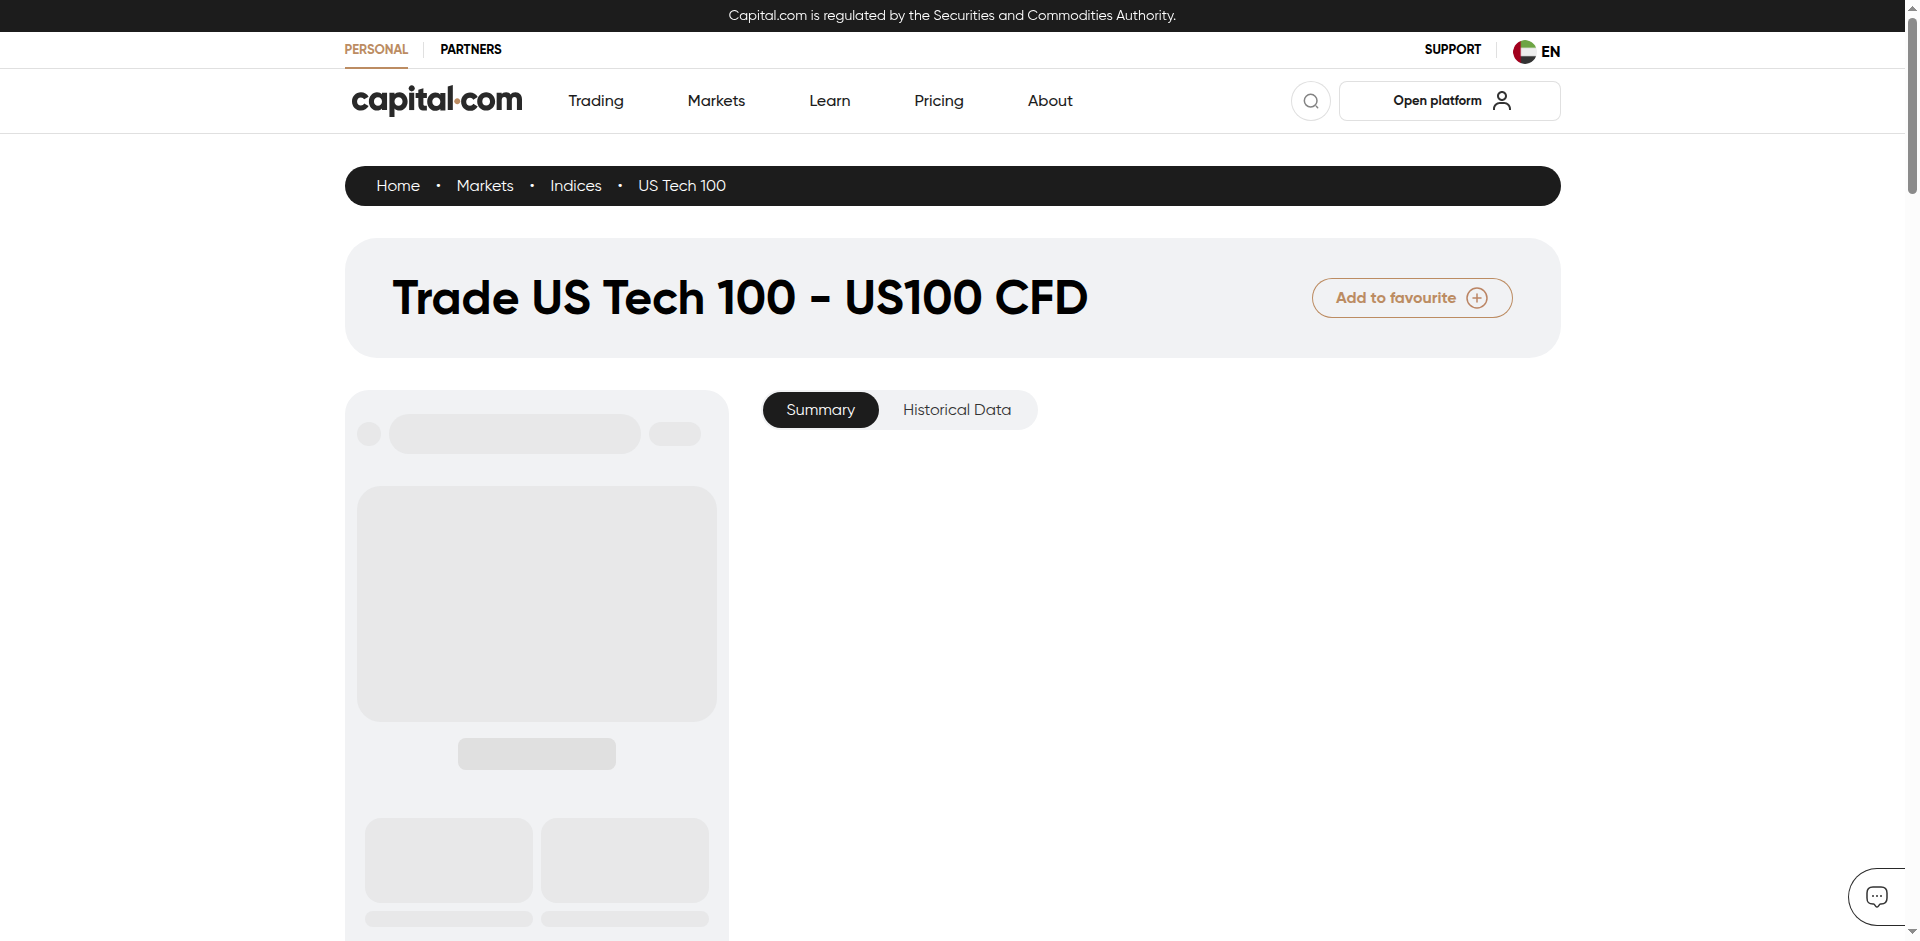 Capital.com is regulated by the Securities and Commodities Authority.
PERSONAL
PARTNERS
SUPPORT
EN
capital.com
Trading
Markets
Learn
Pricing
About
Open platform
Home • Markets • Indices • US Tech 100
Trade US Tech 100 - US100 CFD
Add to favourite
Summary
Historical Data